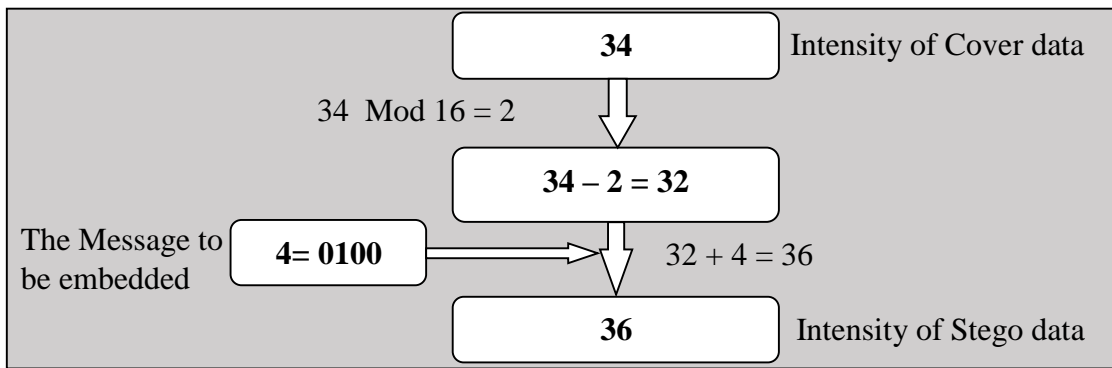 34
Intensity of Cover data
34 Mod 16 = 2
34 – 2 = 32
The Message to
be embedded
4= 0100
32 + 4 = 36
36
Intensity of Stego data